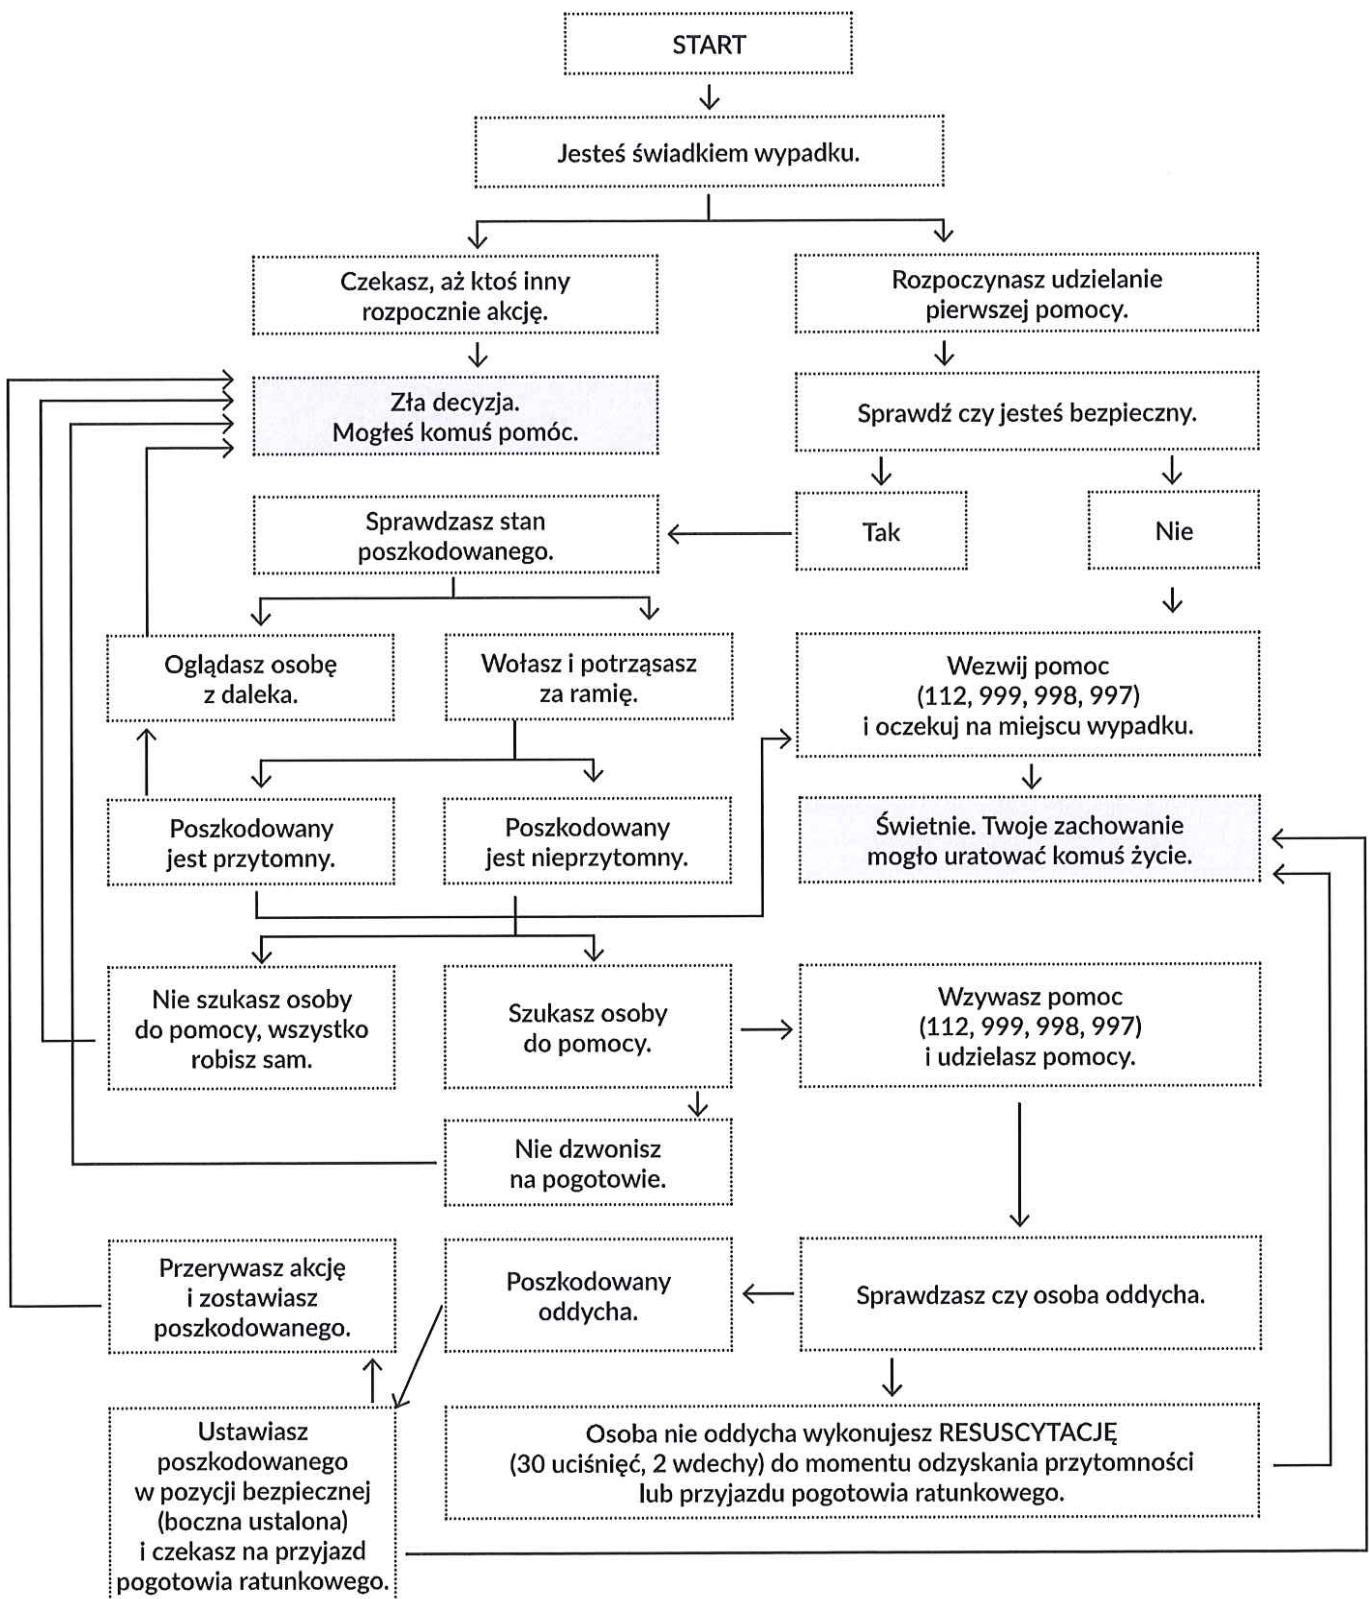 START
Jesteś świadkiem wypadku.
Czekasz, aż ktoś inny
rozpocznie akcję.
Rozpoczynasz udzielanie
pierwszej pomocy.
Zła decyzja.
Mogłeś komuś pomóc.
Sprawdź czy jesteś bezpieczny.
Sprawdzasz stan
poszkodowanego.
Tak
Nie
Oglądasz osobę
z daleka.
Wołasz i potrząsasz
za ramię.
Wezwij pomoc
(112, 999, 998, 997)
i oczekuj na miejscu wypadku.
Poszkodowany
jest przytomny.
Poszkodowany
jest nieprzytomny.
Świetnie. Twoje zachowanie
mogło uratować komuś życie.
Nie szukasz osoby
do pomocy, wszystko
robisz sam.
Szukasz osoby
do pomocy.
Wzywasz pomoc
(112, 999, 998, 997)
i udzielasz pomocy.
Nie dzwonisz
na pogotowie.
Przerywasz akcję
i zostawiasz
poszkodowanego.
Poszkodowany
oddycha.
Sprawdzasz czy osoba oddycha.
Ustawiasz
poszkodowanego
w pozycji bezpiecznej
(boczna ustalona)
i czekasz na przyjazd
pogotowia ratunkowego.
Osoba nie oddycha wykonujesz RESUSCYTACJĘ
(30 uciśnięć, 2 wdechy) do momentu odzyskania przytomności
lub przyjazdu pogotowia ratunkowego.